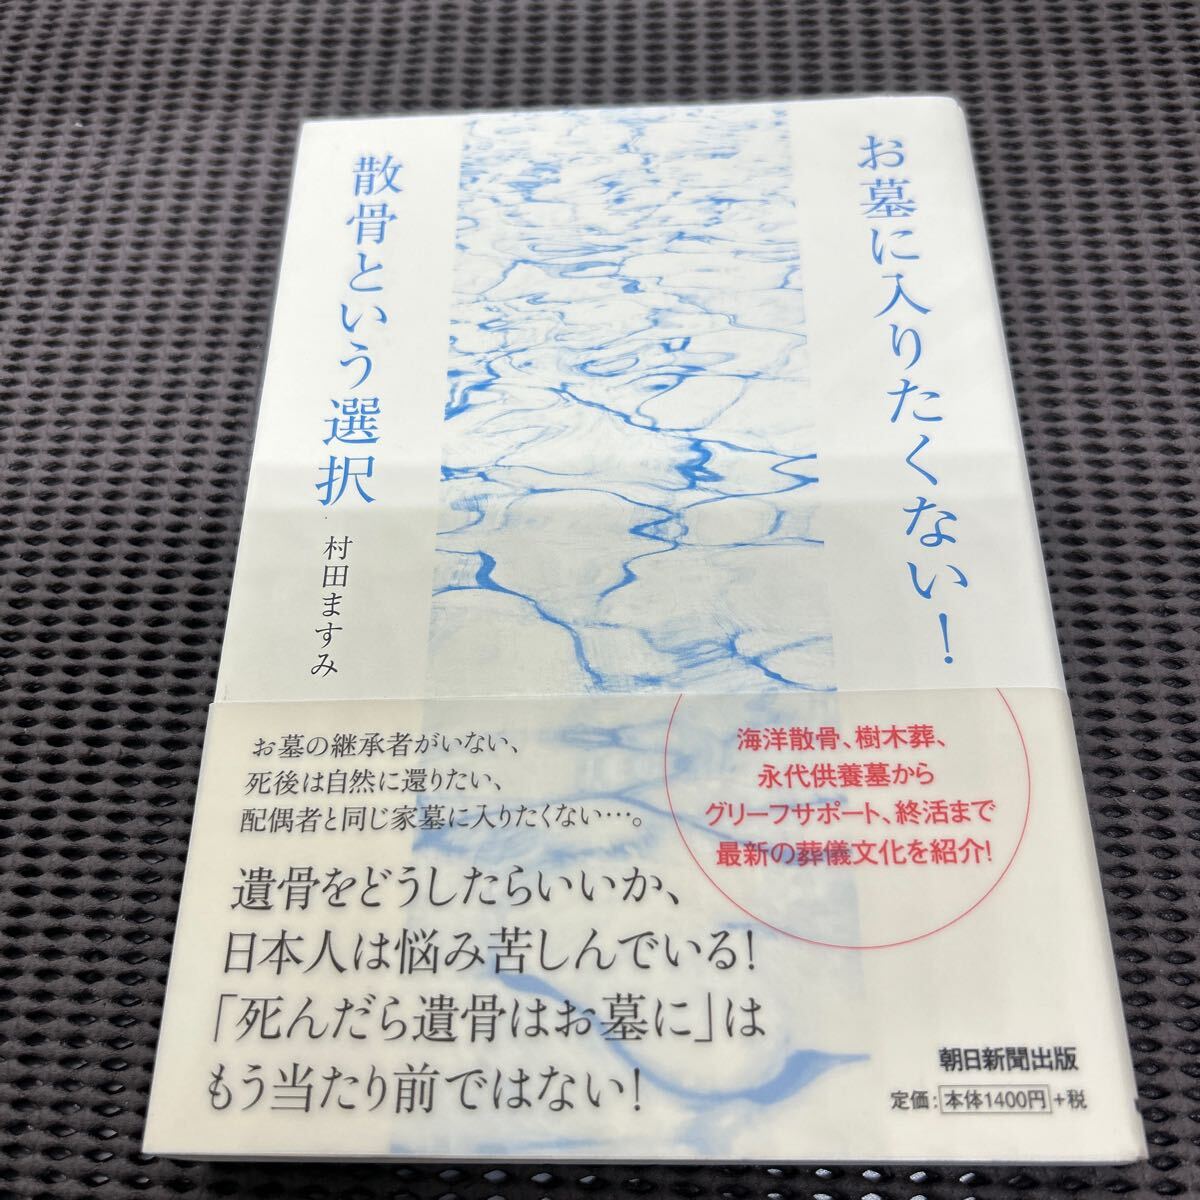 お墓に入りたくない！
散骨という選択
村田ますみ
海洋散骨、樹木葬、
永代供養墓から
グリーフサポート、終活まで
最新の葬儀文化を紹介！
お墓の継承者がいない、
死後は自然に還りたい、
配偶者と同じ家墓に入りたくない…。
遺骨をどうしたらいいか、
日本人は悩み苦しんでいる！
「死んだら遺骨はお墓に」は
もう当たり前ではない！
朝日新聞出版
定価：本体1400円+税